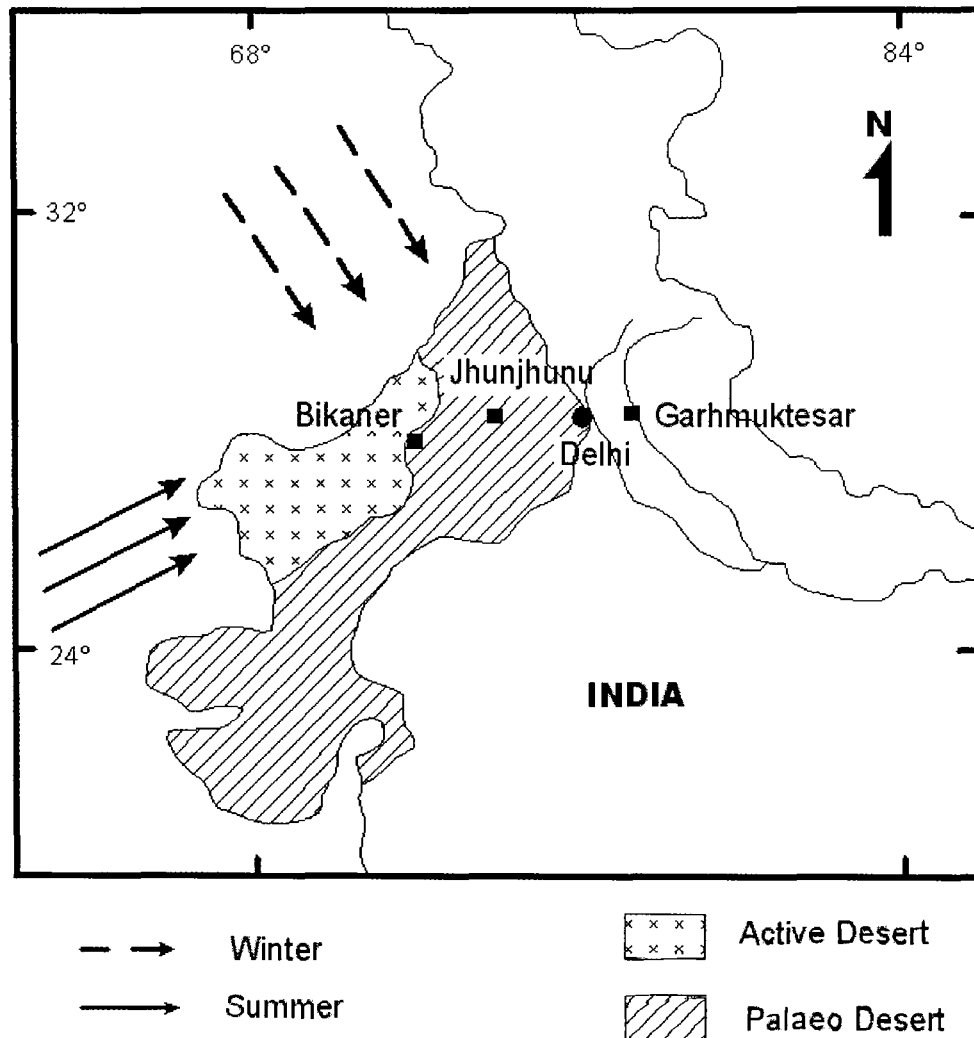 68°
84°
N
32°
Jhunjhunu
Bikaner
Garhmuktesar
Delhi
24°
INDIA
Winter
Active Desert
Summer
Palaeo Desert